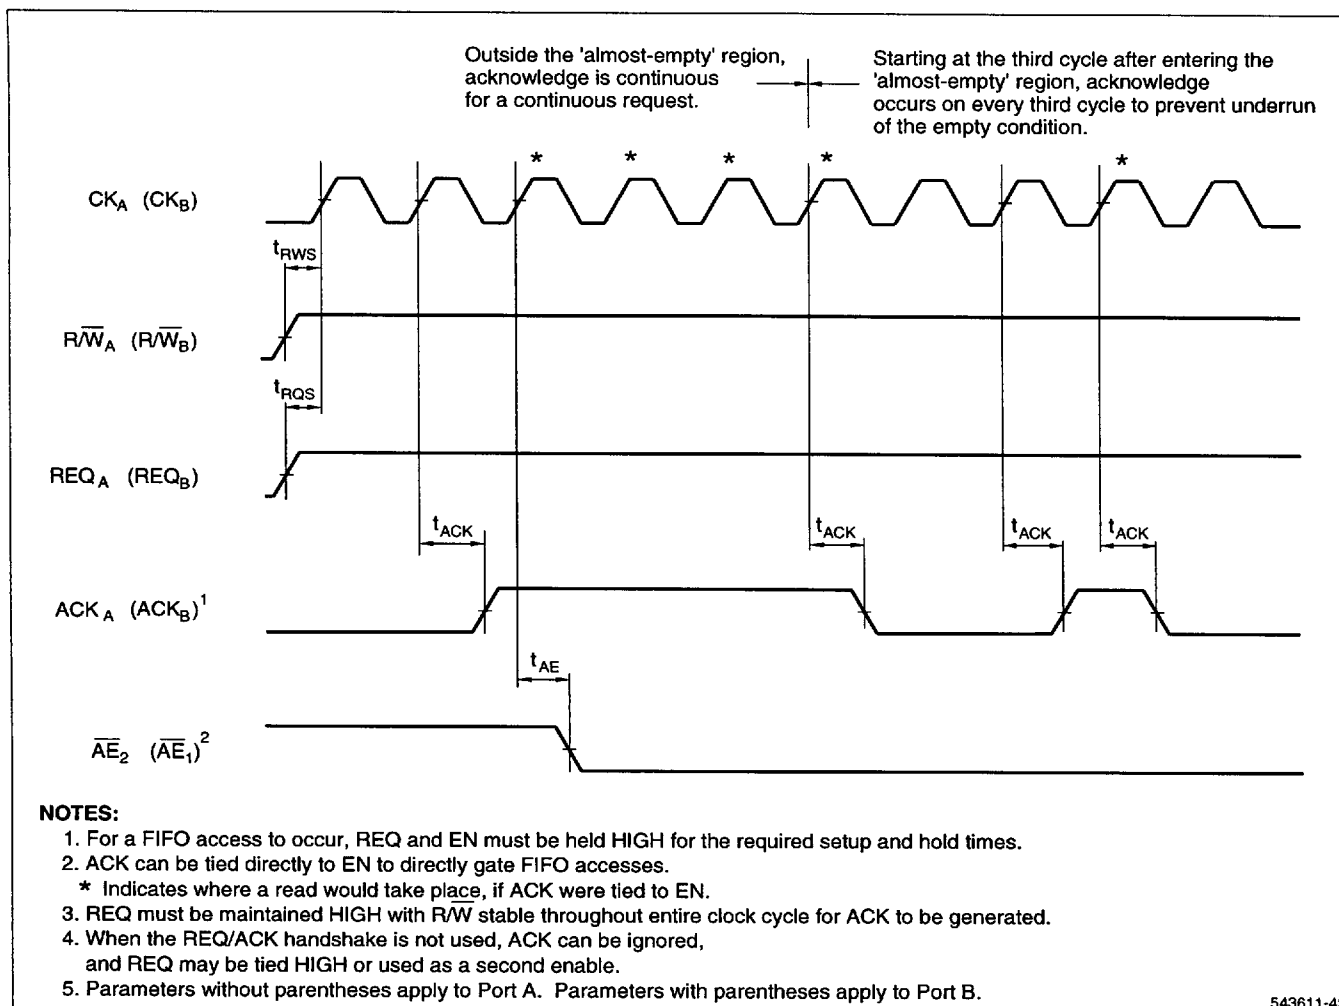 Outside the 'almost-empty' region,
acknowledge is continuous
for a continuous request.
Starting at the third cycle after entering the
'almost-empty' region, acknowledge
occurs on every third cycle to prevent underrun
of the empty condition.
* * * * *
CKA (CKB)
tRWS
R/W̅A (R/W̅B)
tRQS
REQA (REQB)
tACK tACK tACK tACK
ACKA (ACKB)1
tAE
A̅E̅2 (A̅E̅1)2
NOTES:
1. For a FIFO access to occur, REQ and EN must be held HIGH for the required setup and hold times.
2. ACK can be tied directly to EN to directly gate FIFO accesses.
* Indicates where a read would take place, if ACK were tied to EN.
3. REQ must be maintained HIGH with R/W̅ stable throughout entire clock cycle for ACK to be generated.
4. When the REQ/ACK handshake is not used, ACK can be ignored,
and REQ may be tied HIGH or used as a second enable.
5. Parameters without parentheses apply to Port A. Parameters with parentheses apply to Port B.